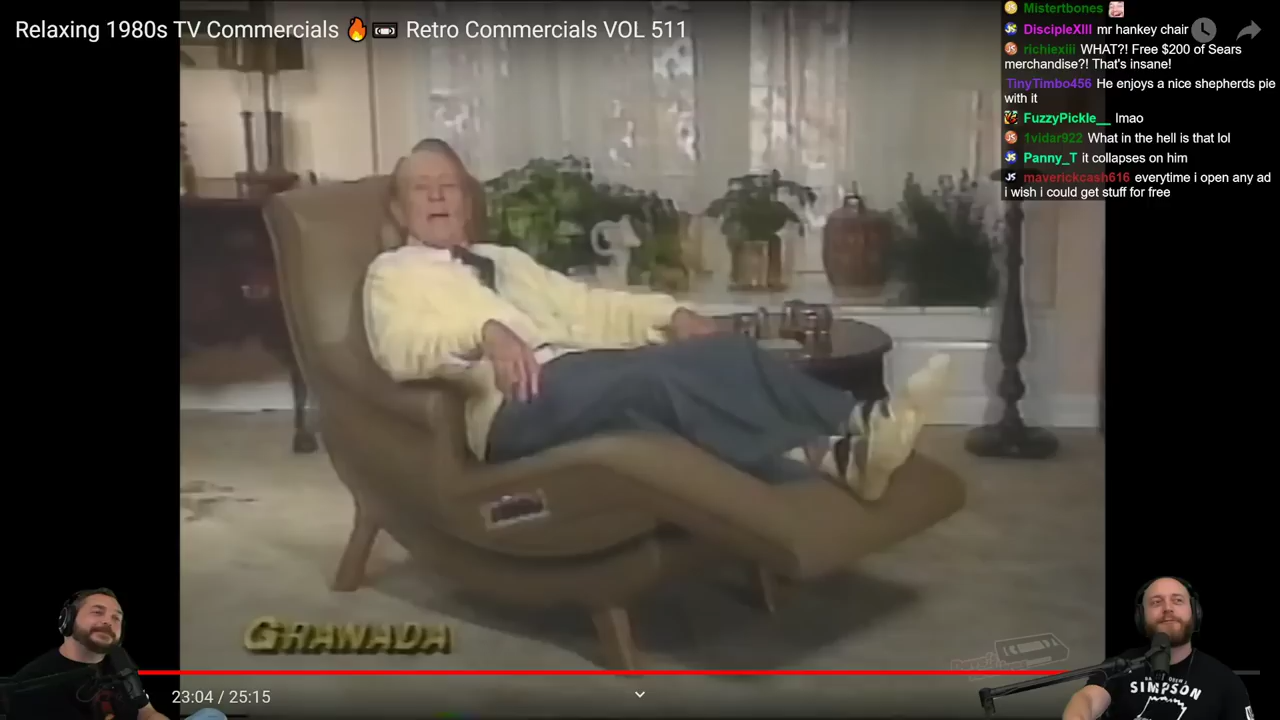 Relaxing 1980s TV Commercials 🔥📼 Retro Commercials VOL 511
Mistertbones
DiscipleXIII mr hankey chair
richiexiii WHAT?! Free $200 of Sears
merchandise?! That's insane!
TinyTimbo456 He enjoys a nice shepherds pie
with it
FuzzyPickle__ lmao
1vidar922 What in the hell is that lol
Panny_T it collapses on him
maverickcash616 everytime i open any ad
i wish i could get stuff for free
GRANADA
SIMPSON
23:04 / 25:15